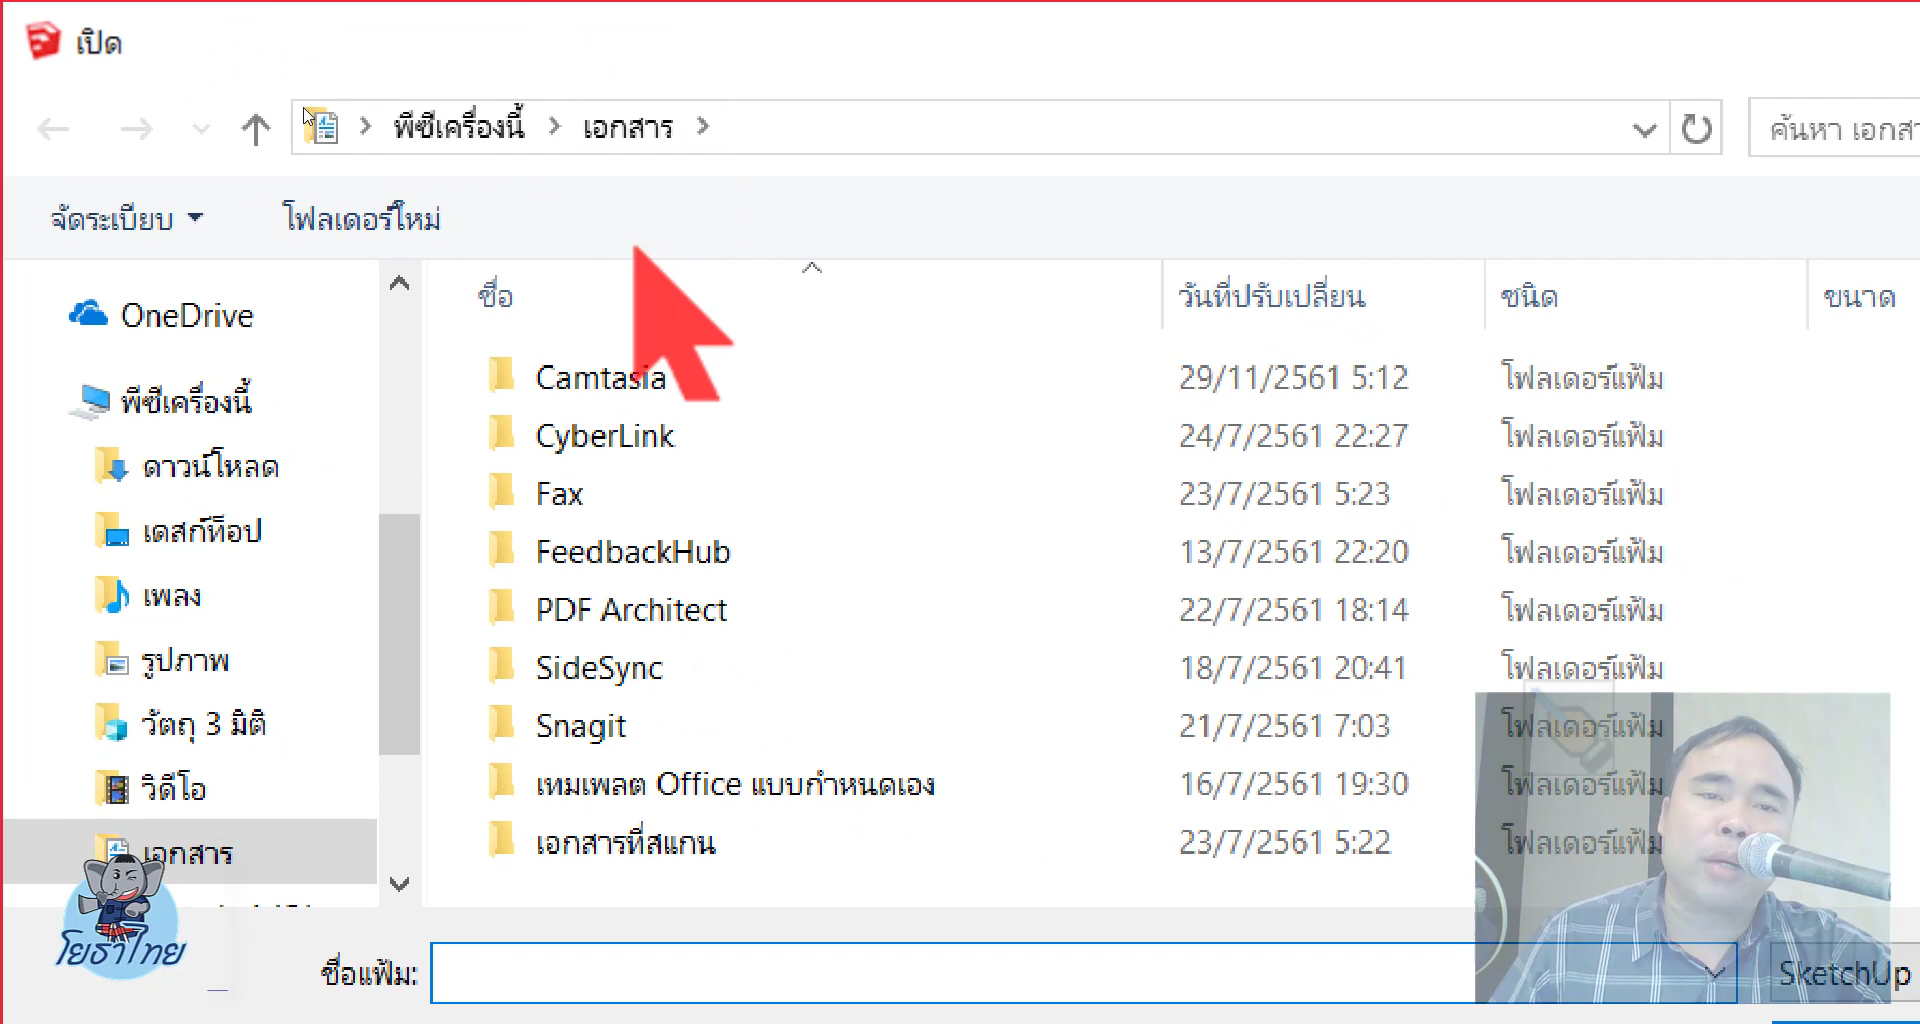 เปิด
พีซีเครื่องนี้ เอกสาร
ค้นหา
จัดระเบียบ โฟลเดอร์ใหม่
ชื่อ วันที่ปรับเปลี่ยน ชนิด ขนาด
OneDrive
พีซีเครื่องนี้
ดาวน์โหลด
เดสก์ท็อป
เพลง
รูปภาพ
วัตถุ 3 มิติ
วิดีโอ
เอกสาร
Camtasia 29/11/2561 5:12 โฟลเดอร์แฟ้ม
CyberLink 24/7/2561 22:27 โฟลเดอร์แฟ้ม
Fax 23/7/2561 5:23 โฟลเดอร์แฟ้ม
FeedbackHub 13/7/2561 22:20 โฟลเดอร์แฟ้ม
PDF Architect 22/7/2561 18:14 โฟลเดอร์แฟ้ม
SideSync 18/7/2561 20:41 โฟลเดอร์แฟ้ม
Snagit 21/7/2561 7:03 โฟลเดอร์แฟ้ม
เทมเพลต Office แบบกำหนดเอง 16/7/2561 19:30 โฟลเดอร์แฟ้ม
เอกสารที่สแกน 23/7/2561 5:22 โฟลเดอร์แฟ้ม
โยธาไทย
ชื่อแฟ้ม: SketchUp